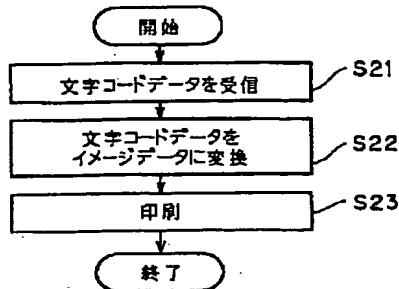 開始
文字コードデータを受信
S21
文字コードデータを
イメージデータに変換
S22
印刷
S23
終了